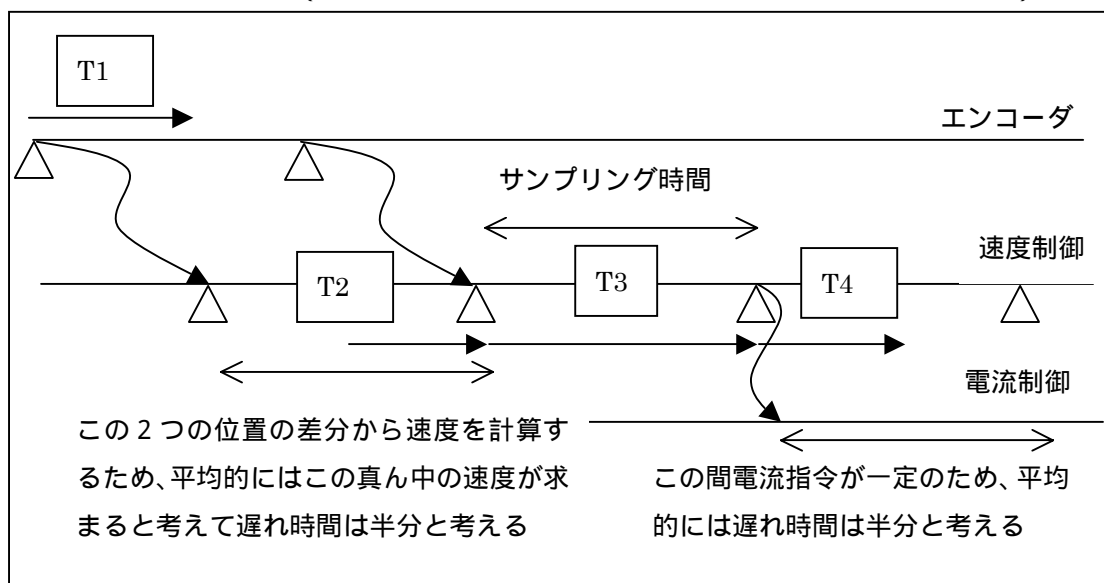 T1
エンコーダ
サンプリング時間
速度制御
T2
T3
T4
電流制御
この２つの位置の差分から速度を計算す
るため、平均的にはこの真ん中の速度が求
まると考えて遅れ時間は半分と考える
この間電流指令が一定のため、平均
的には遅れ時間は半分と考える